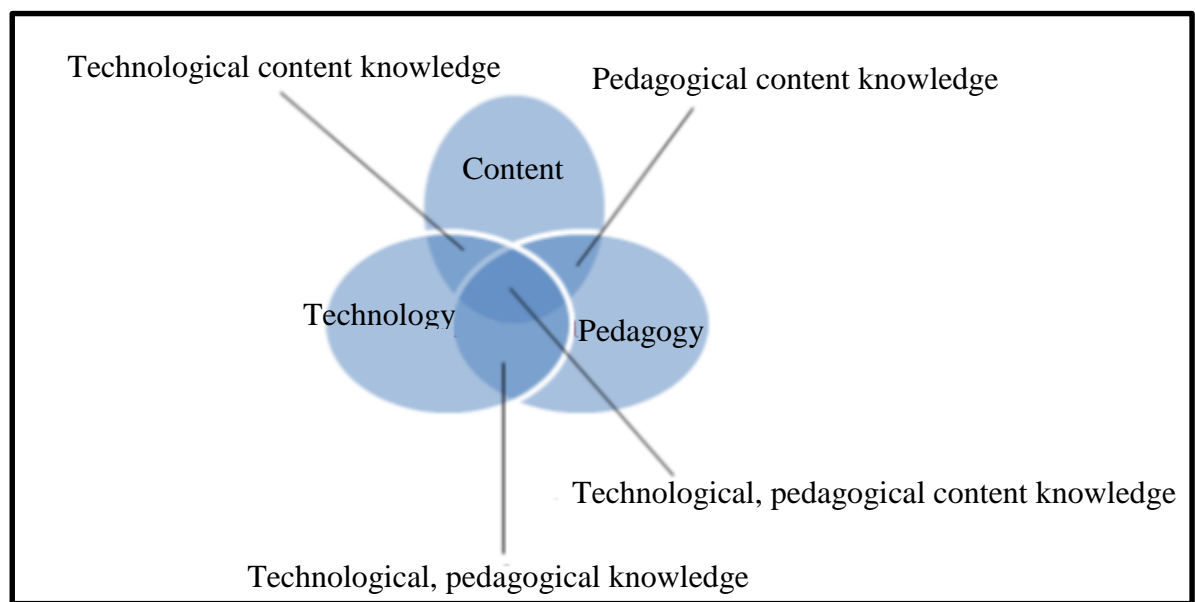 Technological content knowledge
Pedagogical content knowledge
Content
Technology
Pedagogy
Technological, pedagogical content knowledge
Technological, pedagogical knowledge